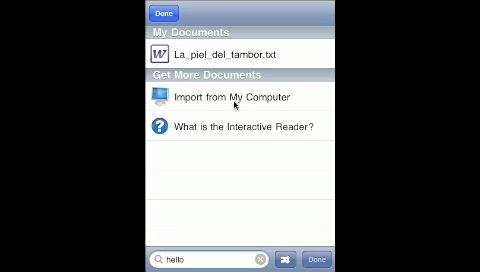 Done
My Documents
W La_piel_del_tambor.txt
Get More Documents
Import from My Computer
? What is the Interactive Reader?
hello
Done